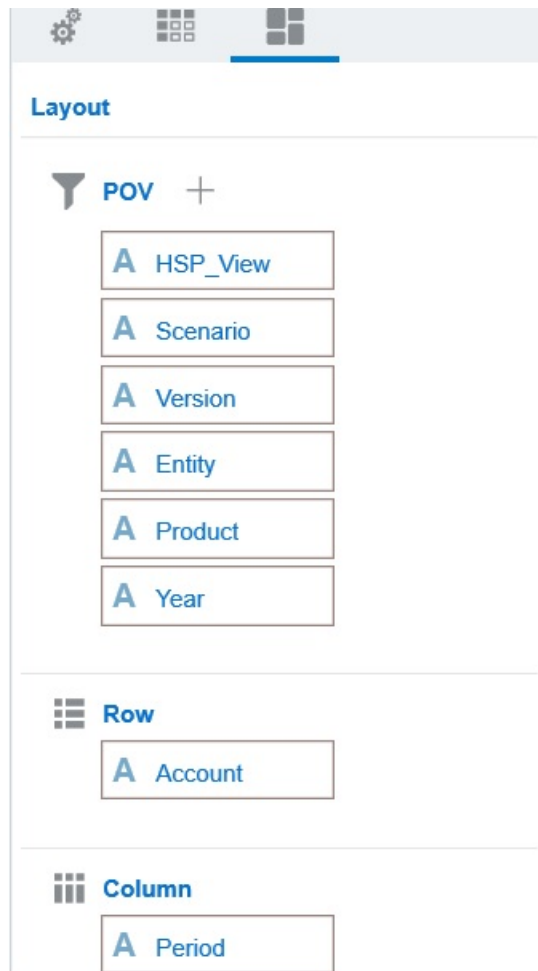 Layout
POV
A HSP_View
A Scenario
A Version
A Entity
A Product
A Year
Row
A Account
Column
A Period